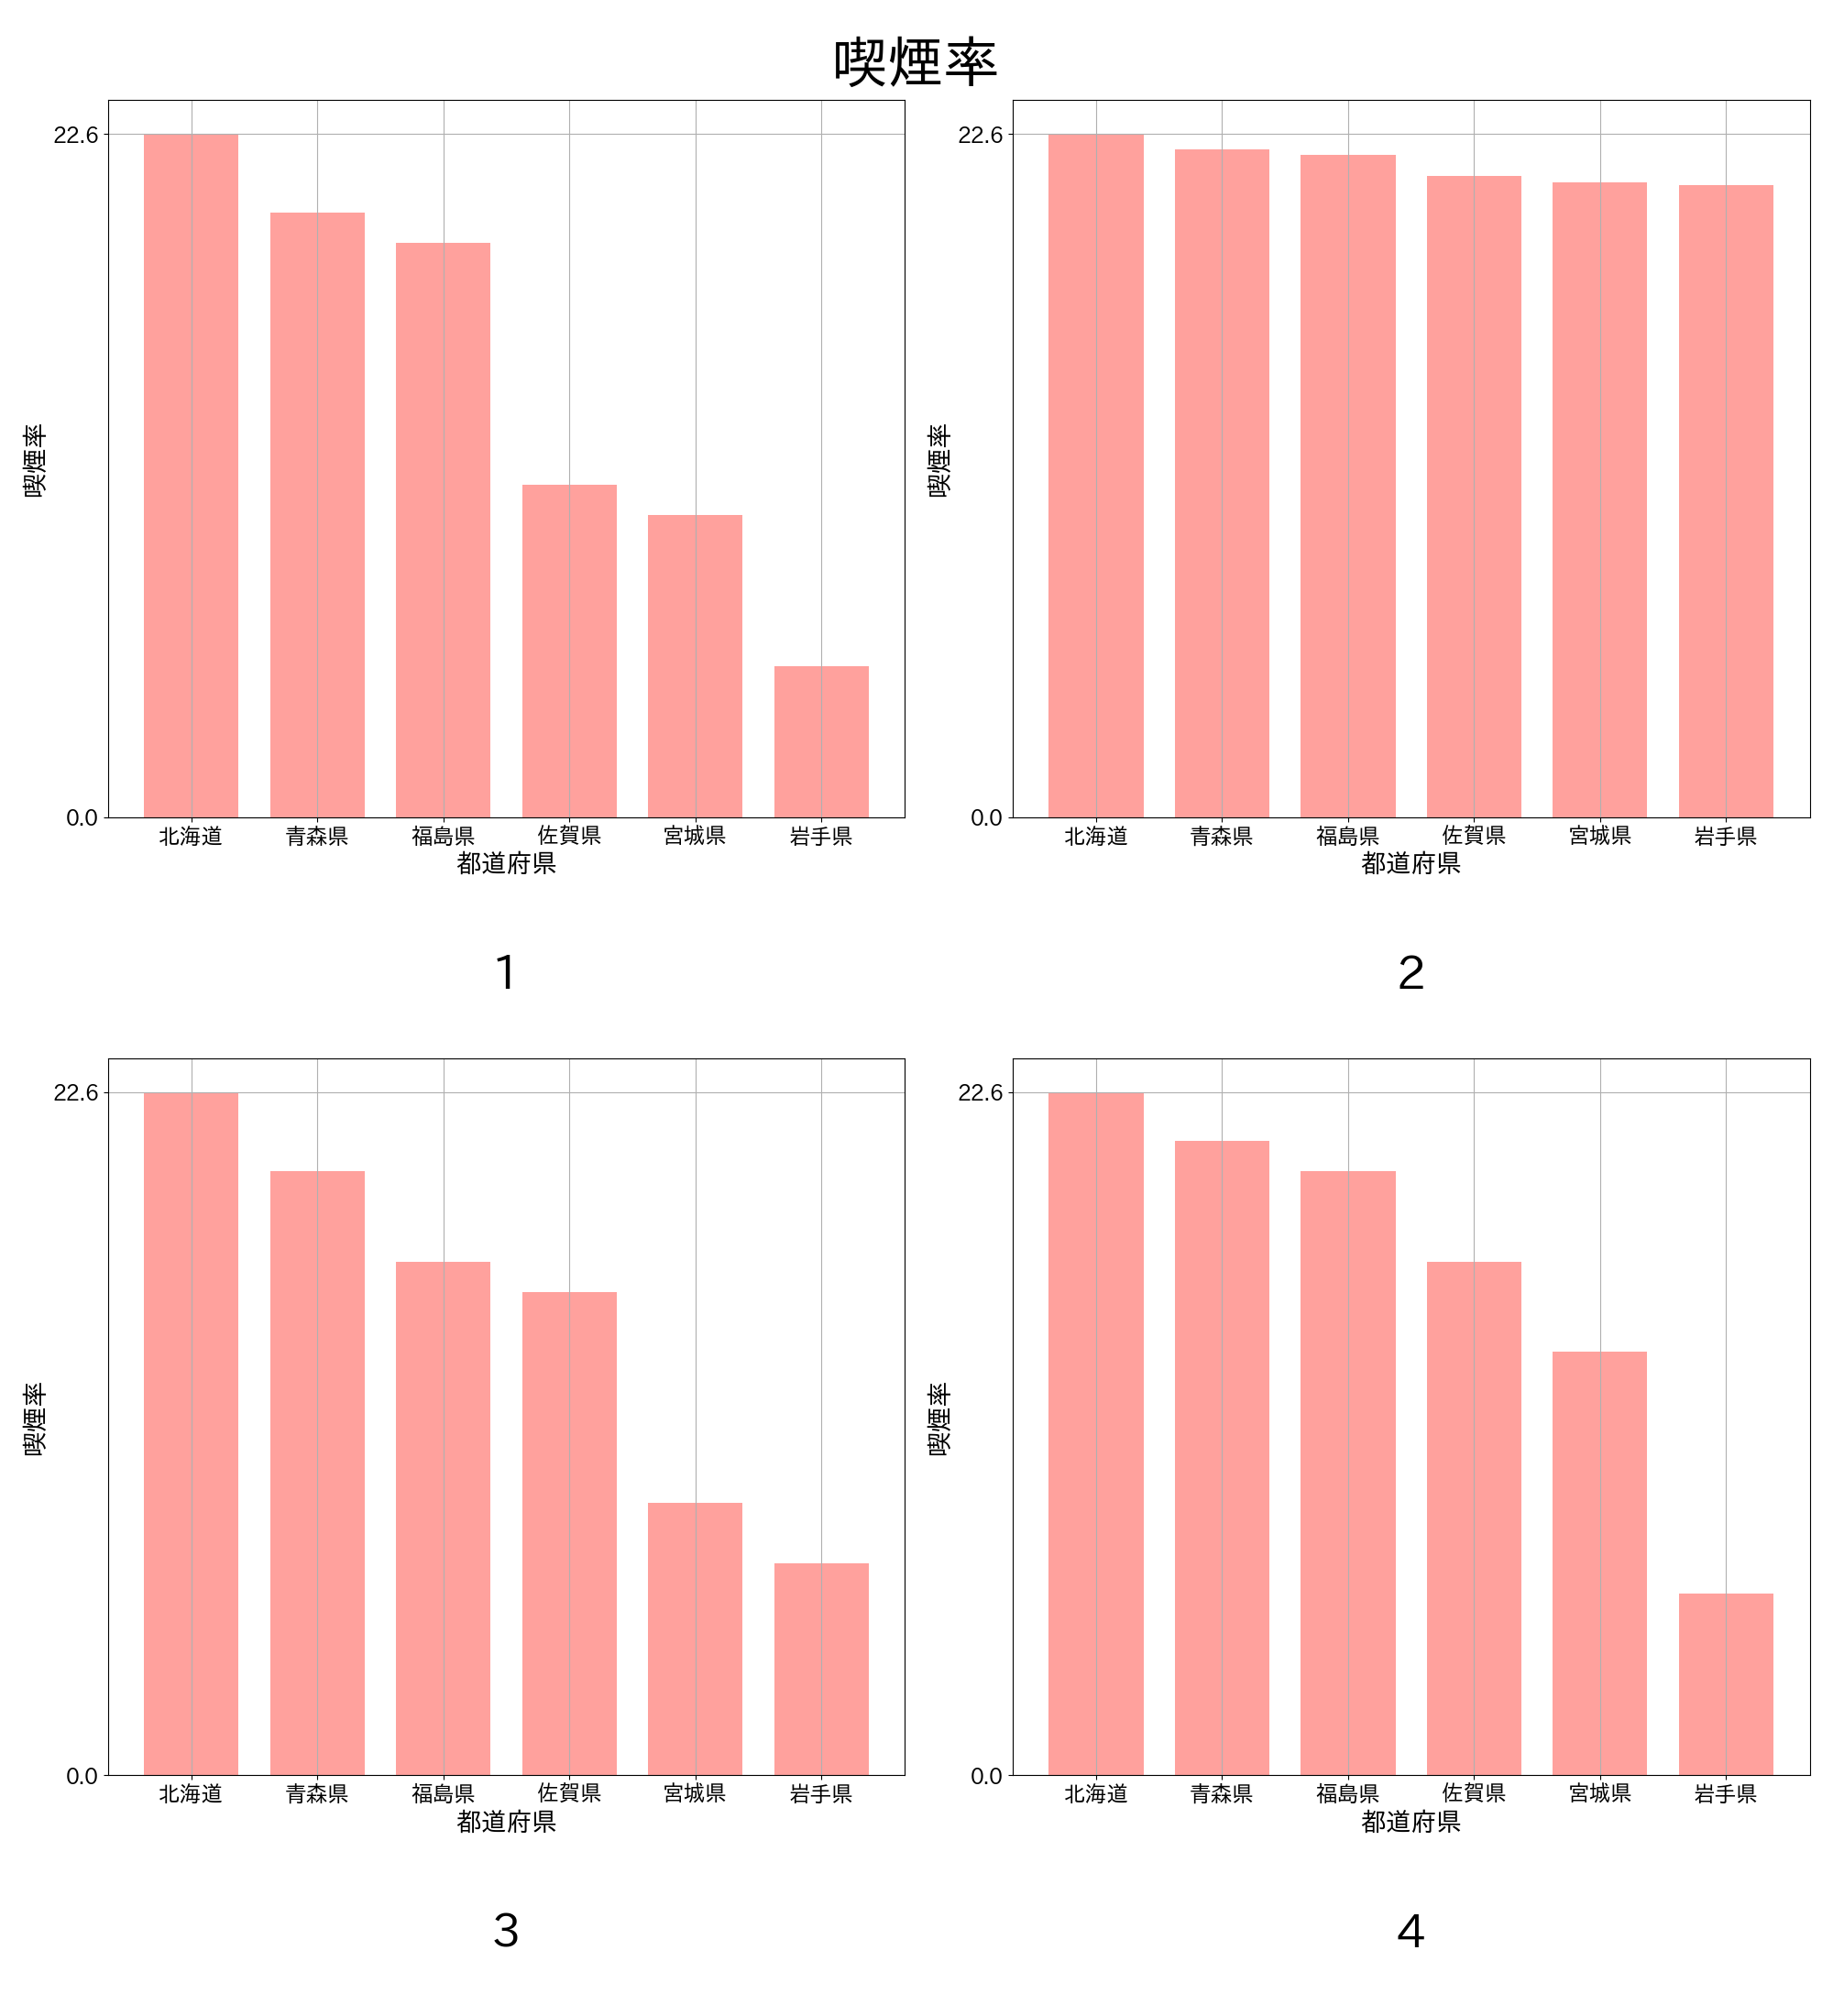 喫煙率
22.6
0.0
喫煙率
北海道 青森県 福島県 佐賀県 宮城県 岩手県
都道府県
1
22.6
0.0
喫煙率
北海道 青森県 福島県 佐賀県 宮城県 岩手県
都道府県
2
22.6
0.0
喫煙率
北海道 青森県 福島県 佐賀県 宮城県 岩手県
都道府県
3
22.6
0.0
喫煙率
北海道 青森県 福島県 佐賀県 宮城県 岩手県
都道府県
4